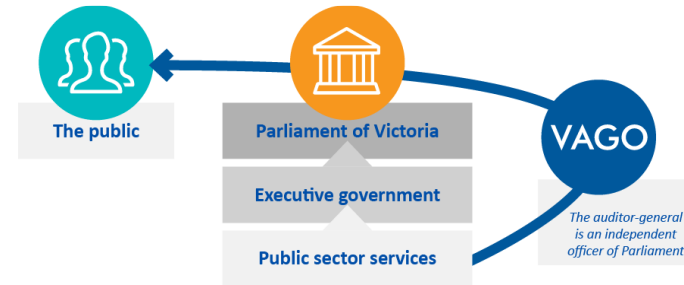 The public
Parliament of Victoria
Executive government
Public sector services
VAGO
The auditor-general
is an independent
officer of Parliament